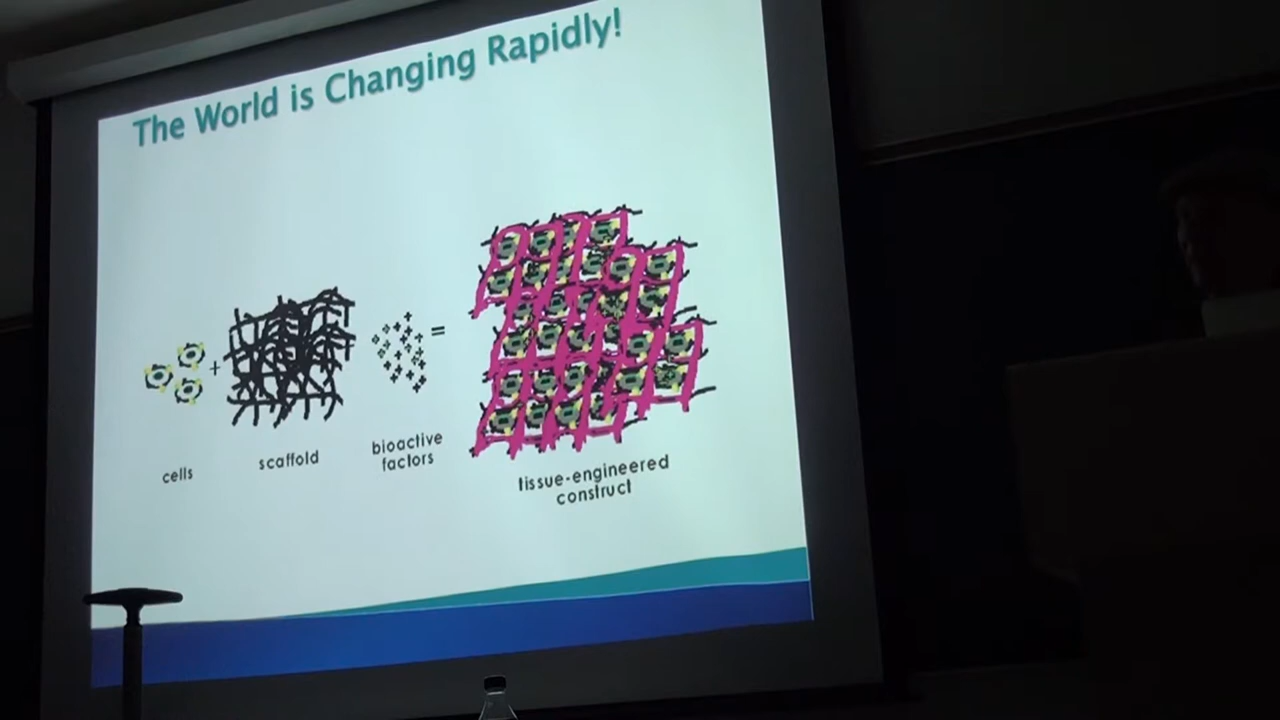 The World is Changing Rapidly!
+
=
cells
scaffold
bioactive
factors
tissue-engineered
construct